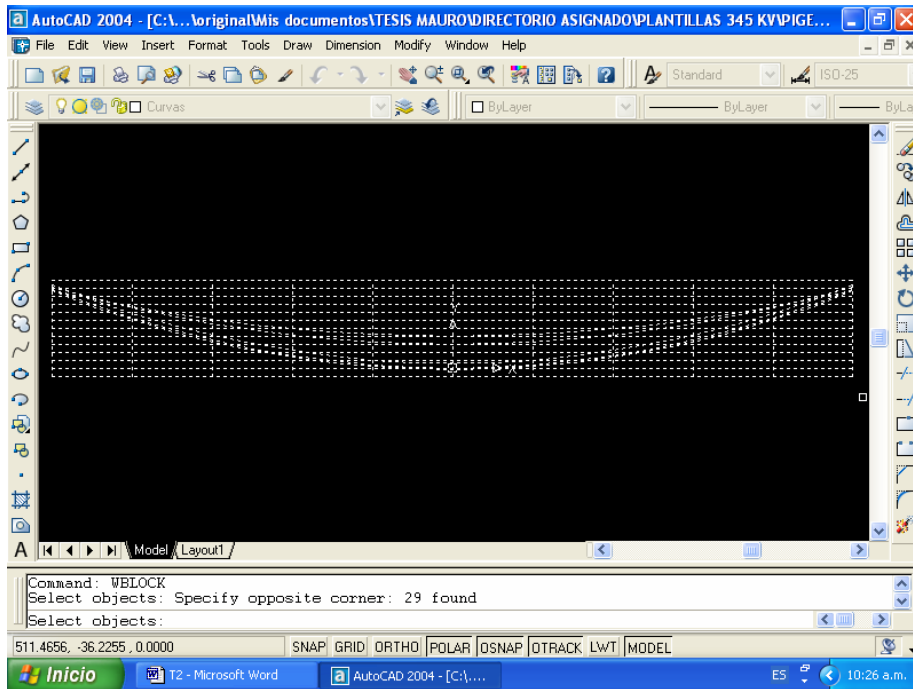 AutoCAD 2004 - [C:\...\original\Mis documentos\TESIS MAURO\DIRECTORIO ASIGNADO\PLANTILLAS 345 KV\PIGE...
File Edit View Insert Format Tools Draw Dimension Modify Window Help
Standard ISO-25
Curvas ByLayer ByLayer ByLa
Y
X
Model Layout1
Command: WBLOCK
Select objects: Specify opposite corner: 29 found
Select objects:
511.4656, -36.2255 , 0.0000 SNAP GRID ORTHO POLAR OSNAP OTRACK LWT MODEL
Inicio T2 - Microsoft Word AutoCAD 2004 - [C:\.... ES 10:26 a.m.